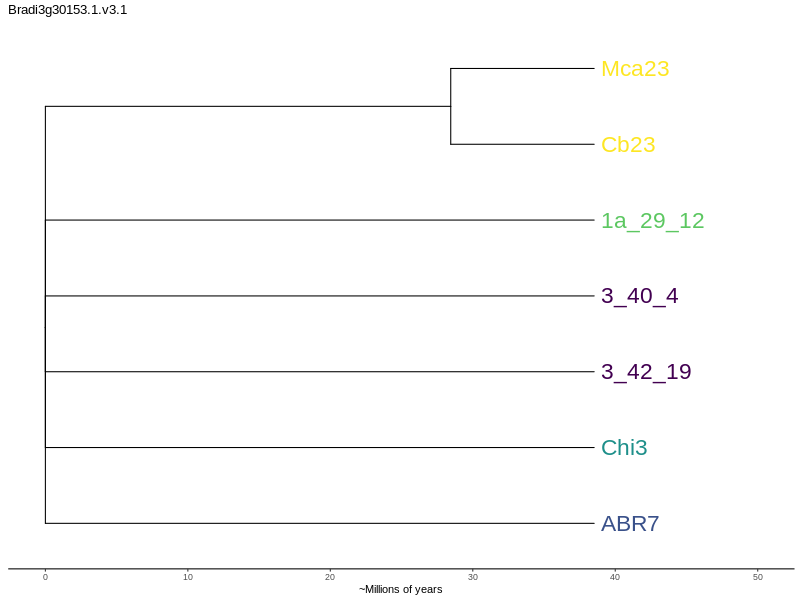 Bradi3g30153.1.v3.1
Mca23
Cb23
1a_29_12
3_40_4
3_42_19
Chi3
ABR7
0 10 20 30 40 50
~Millions of years